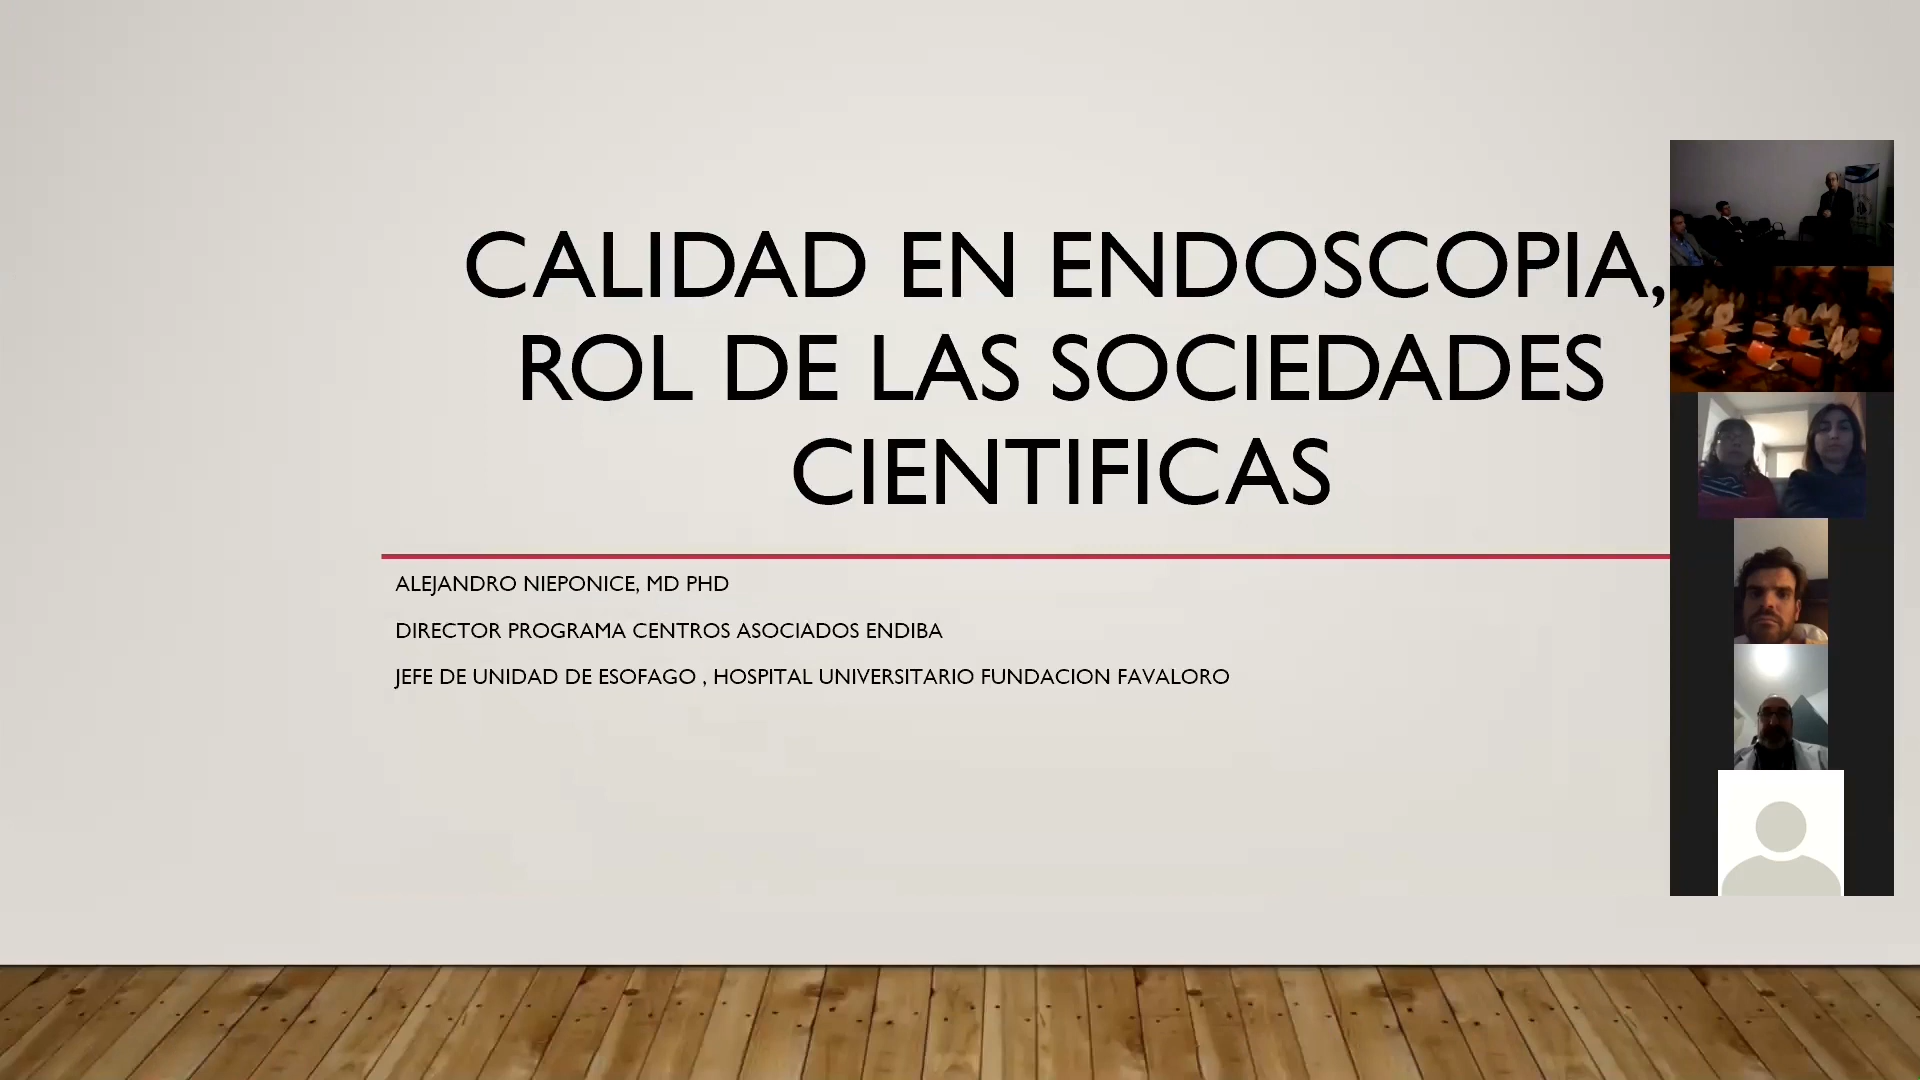 CALIDAD EN ENDOSCOPIA,
ROL DE LAS SOCIEDADES
CIENTIFICAS
ALEJANDRO NIEPONICE, MD PHD
DIRECTOR PROGRAMA CENTROS ASOCIADOS ENDIBA
JEFE DE UNIDAD DE ESOFAGO , HOSPITAL UNIVERSITARIO FUNDACION FAVALORO